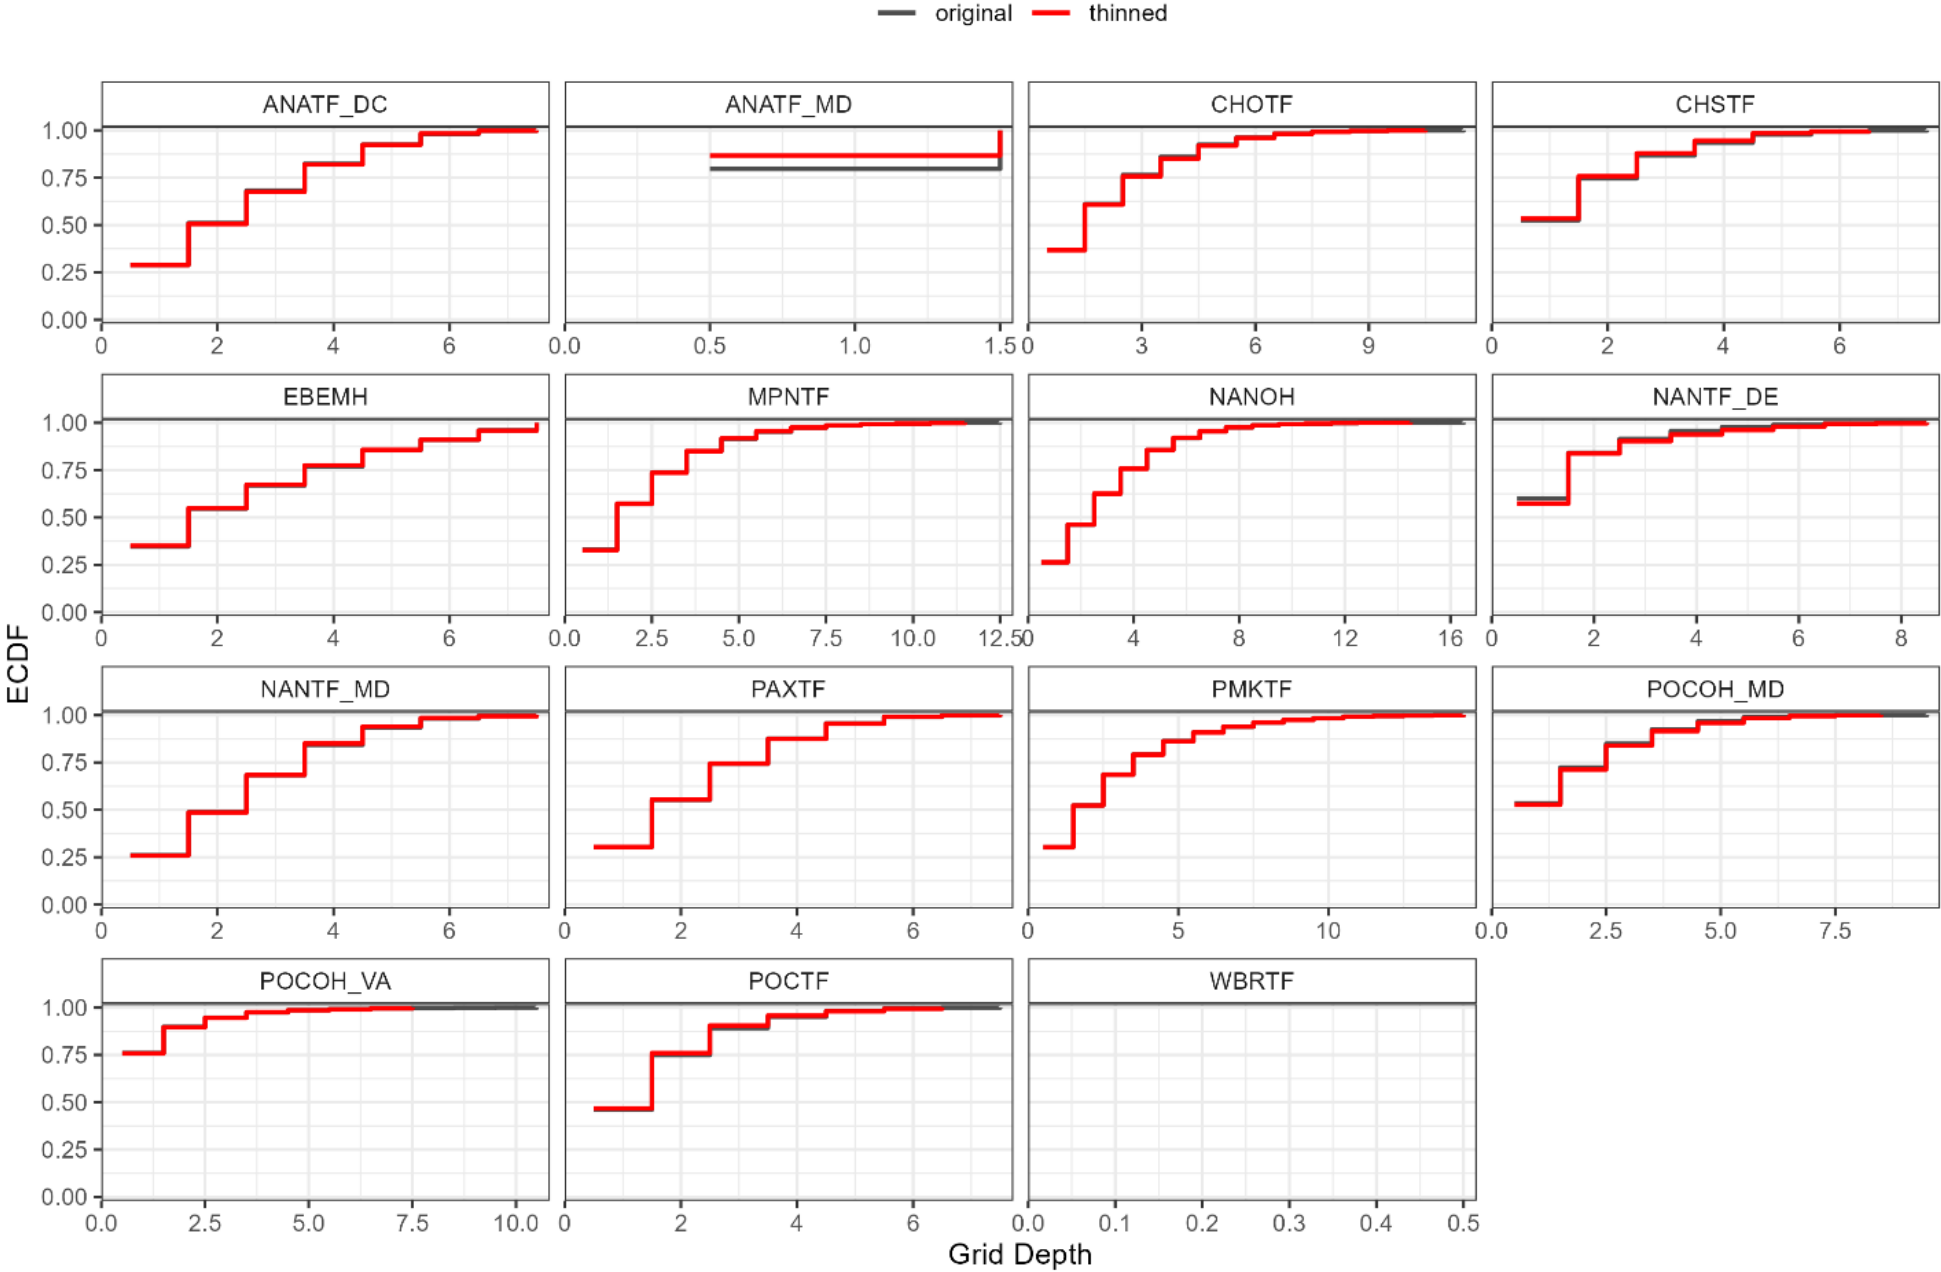 original thinned
ANATF_DC ANATF_MD CHOTF CHSTF
1.00
0.75
0.50
0.25
0.00
0 2 4 6 0.0 0.5 1.0 1.5 0 3 6 9 0 2 4 6
EBEMH MPNTF NANOH NANTF_DE
1.00
0.75
0.50
0.25
0.00
0 2 4 6 0.0 2.5 5.0 7.5 10.0 12.5 0 4 8 12 16 0 2 4 6 8
ECDF
NANTF_MD PAXTF PMKTF POCOH_MD
1.00
0.75
0.50
0.25
0.00
0 2 4 6 0 2 4 6 0 5 10 0.0 2.5 5.0 7.5
POCOH_VA POCTF WBRTF
1.00
0.75
0.50
0.25
0.00
0.0 2.5 5.0 7.5 10.0 0 2 4 6 0.0 0.1 0.2 0.3 0.4 0.5
Grid Depth